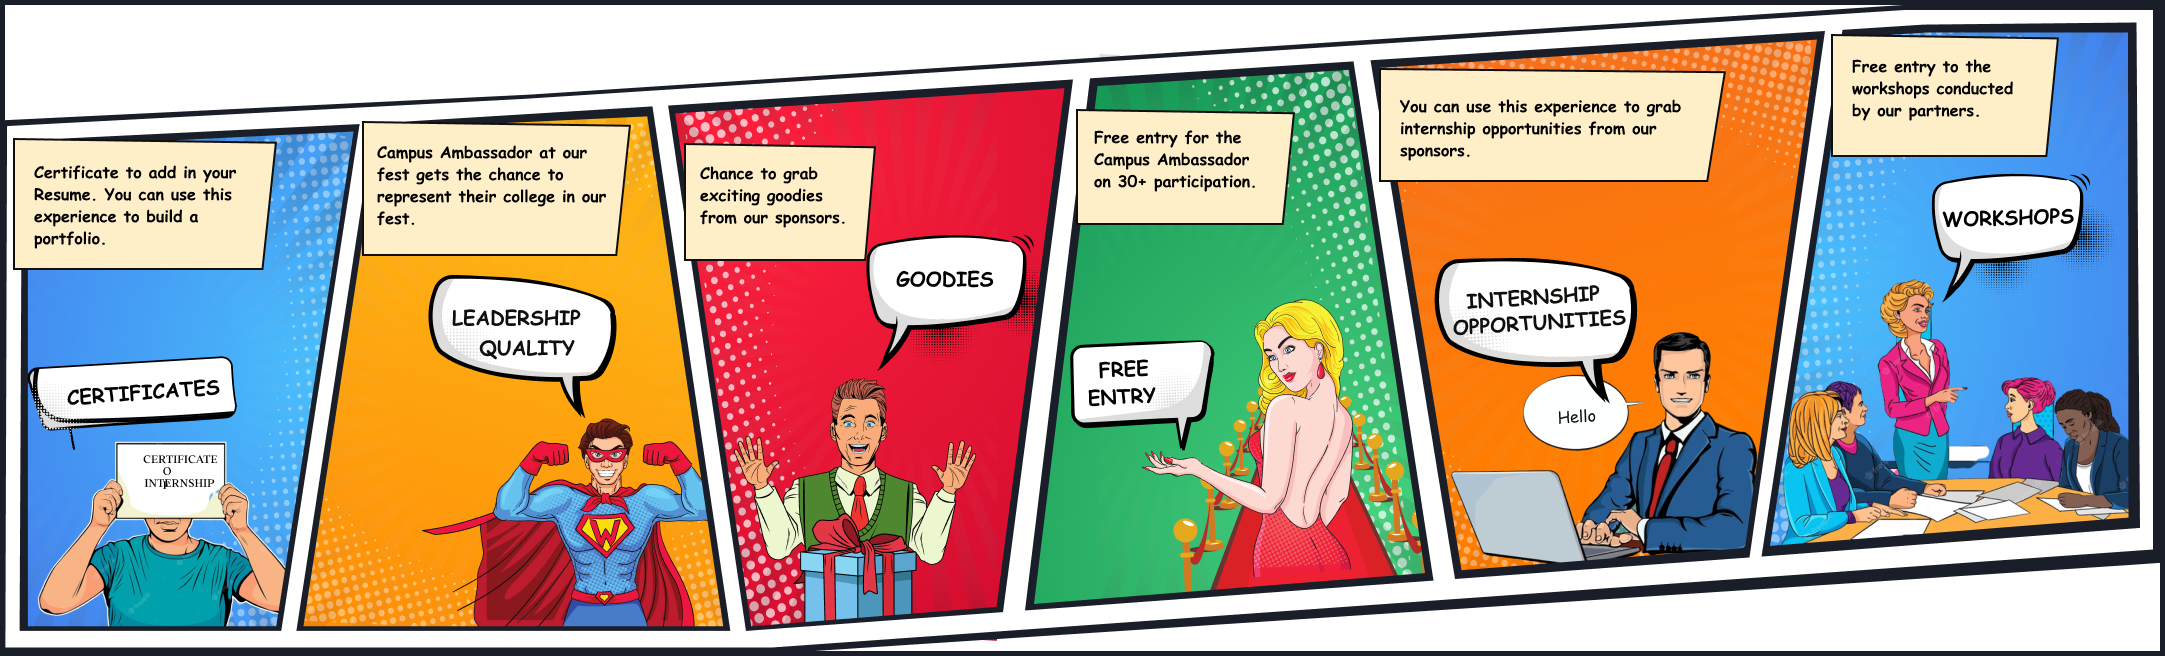 Certificate to add in your
Resume. You can use this
experience to build a
portfolio.
CERTIFICATES
CERTIFICATE
O
INTERNSHIP
Campus Ambassador at our
fest gets the chance to
represent their college in our
fest.
LEADERSHIP
QUALITY
W
Chance to grab
exciting goodies
from our sponsors.
GOODIES
Free entry for the
Campus Ambassador
on 30+ participation.
FREE
ENTRY
You can use this experience to grab
internship opportunities from our
sponsors.
INTERNSHIP
OPPORTUNITIES
Hello
Free entry to the
workshops conducted
by our partners.
WORKSHOPS